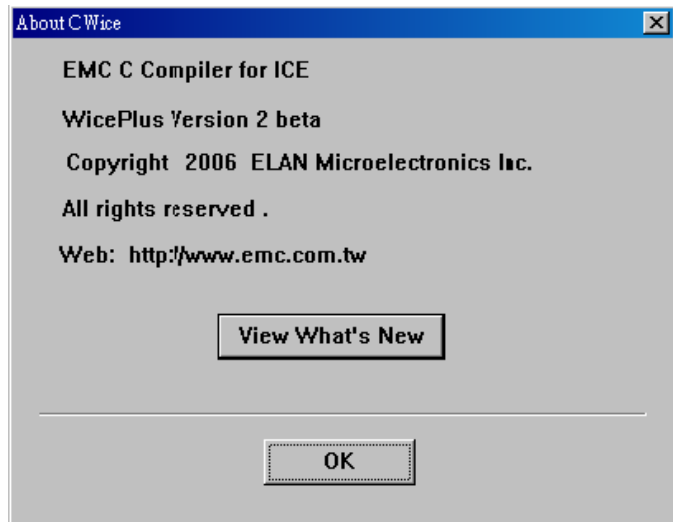 About CWice
EMC C Compiler for ICE
WicePlus Version 2 beta
Copyright 2006 ELAN Microelectronics Inc.
All rights reserved .
Web: http://www.emc.com.tw
View What's New
OK